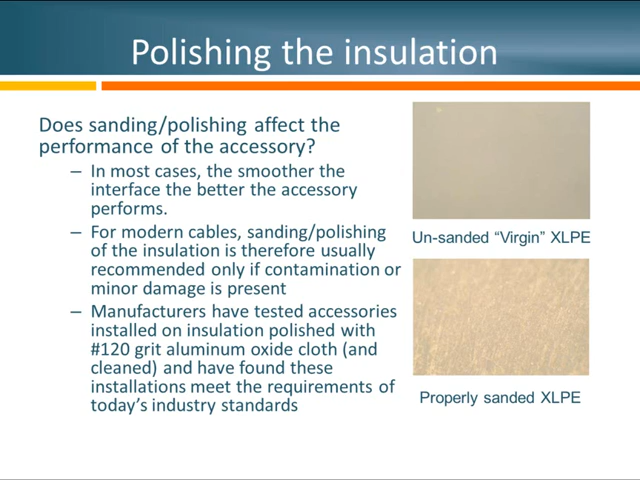 Polishing the insulation
Does sanding/polishing affect the
performance of the accessory?
– In most cases, the smoother the
interface the better the accessory
performs.
– For modern cables, sanding/polishing
of the insulation is therefore usually
recommended only if contamination or
minor damage is present
– Manufacturers have tested accessories
installed on insulation polished with
#120 grit aluminum oxide cloth (and
cleaned) and have found these
installations meet the requirements of
today’s industry standards
Un-sanded “Virgin” XLPE
Properly sanded XLPE